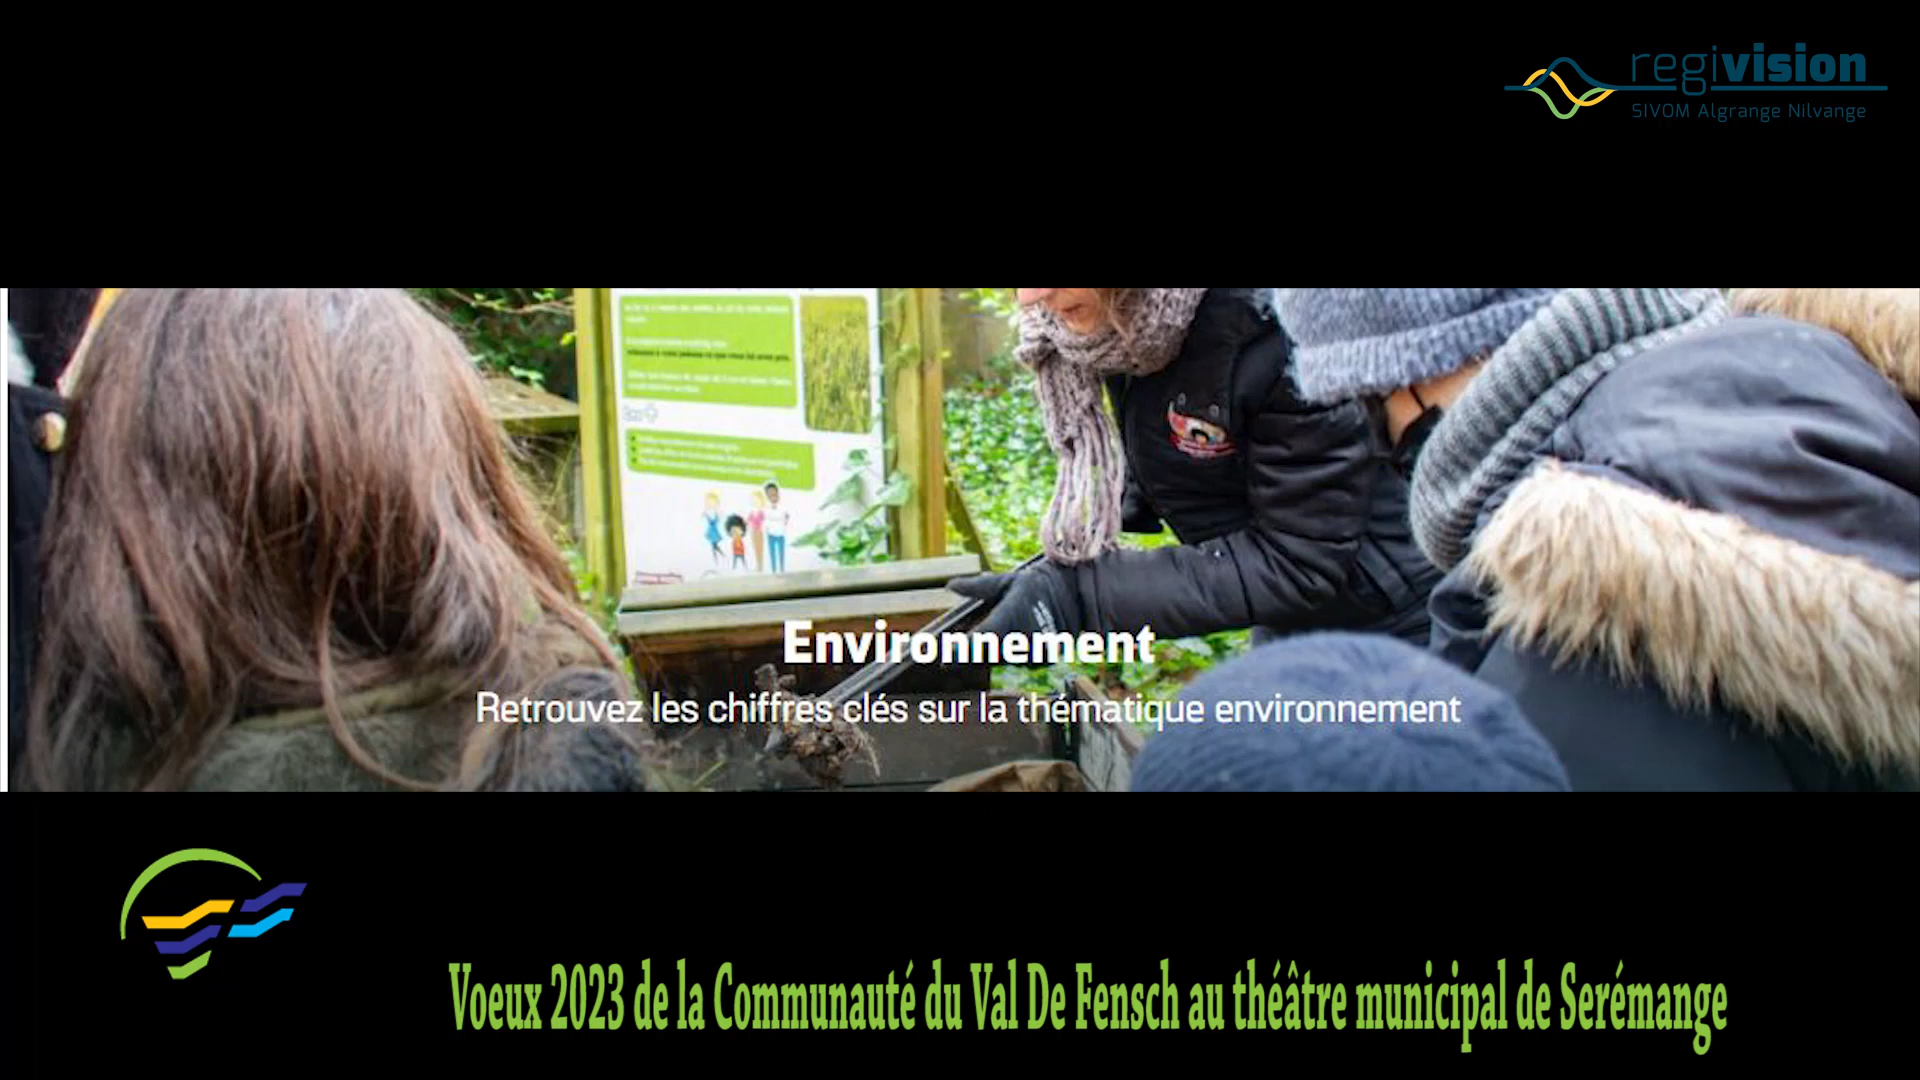 regivision
SIVOM Algrange Nilvange
Environnement
Retrouvez les chiffres clés sur la thématique environnement
Voeux 2023 de la Communauté du Val De Fensch au théâtre municipal de Serémange